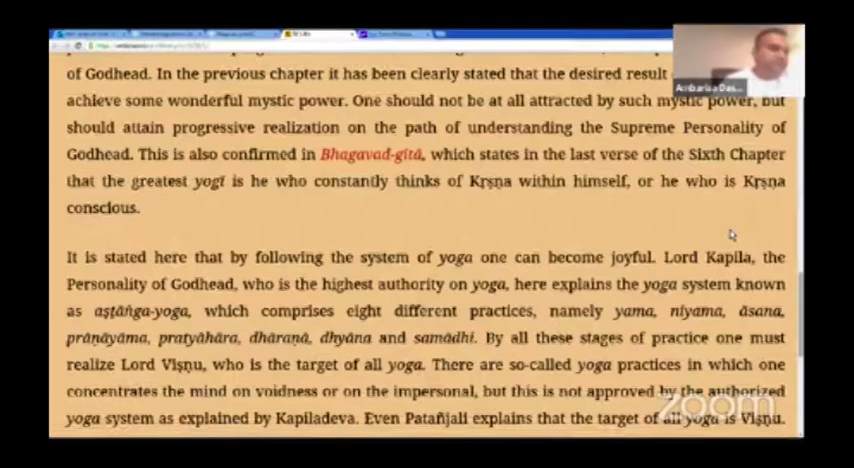 of Godhead. In the previous chapter it has been clearly stated that the desired result
Ambarisa Das...
achieve some wonderful mystic power. One should not be at all attracted by such mystic power, but
should attain progressive realization on the path of understanding the Supreme Personality of
Godhead. This is also confirmed in Bhagavad-gītā, which states in the last verse of the Sixth Chapter
that the greatest yogī is he who constantly thinks of Kṛṣṇa within himself, or he who is Kṛṣṇa
conscious.
It is stated here that by following the system of yoga one can become joyful. Lord Kapila, the
Personality of Godhead, who is the highest authority on yoga, here explains the yoga system known
as aṣṭāṅga-yoga, which comprises eight different practices, namely yama, niyama, āsana,
prāṇāyāma, pratyāhāra, dhāraṇā, dhyāna and samādhi. By all these stages of practice one must
realize Lord Viṣṇu, who is the target of all yoga. There are so-called yoga practices in which one
concentrates the mind on voidness or on the impersonal, but this is not approved by the authorized
yoga system as explained by Kapiladeva. Even Patañjali explains that the target of all yoga is Viṣṇu.
zoom